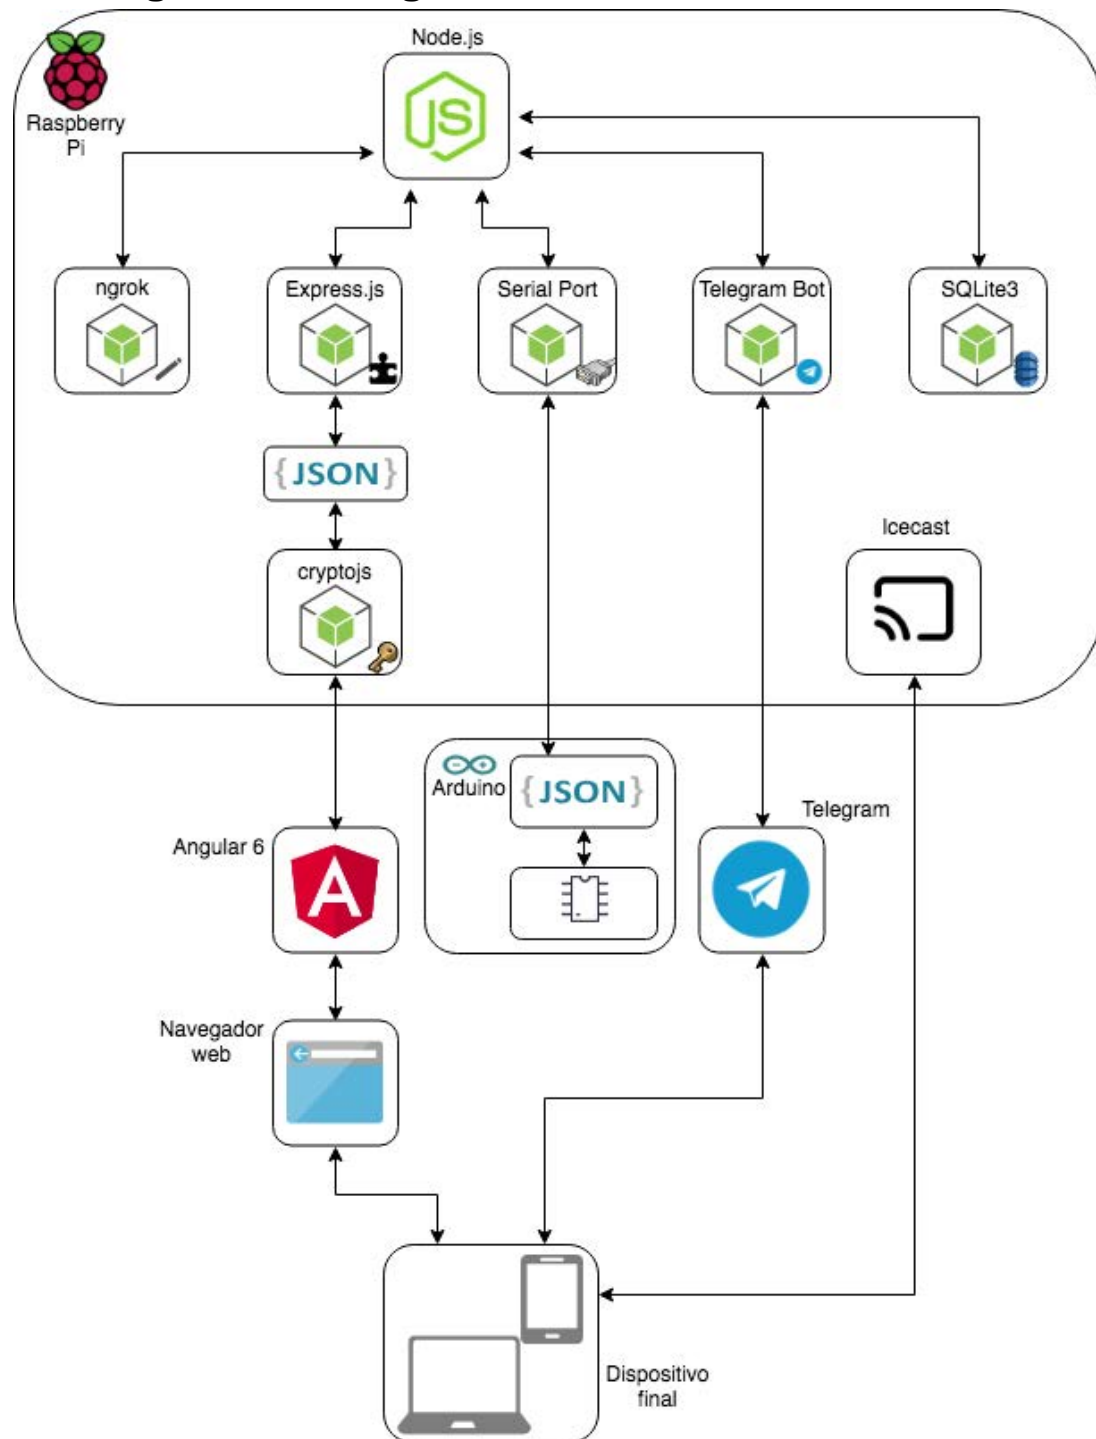 Node.js
Raspberry
Pi
JS
ngrok
Express.js
Serial Port
Telegram Bot
SQLite3
{JSON}
Icecast
cryptojs
Arduino
{JSON}
Telegram
Angular 6
A
Navegador
web
Dispositivo
final